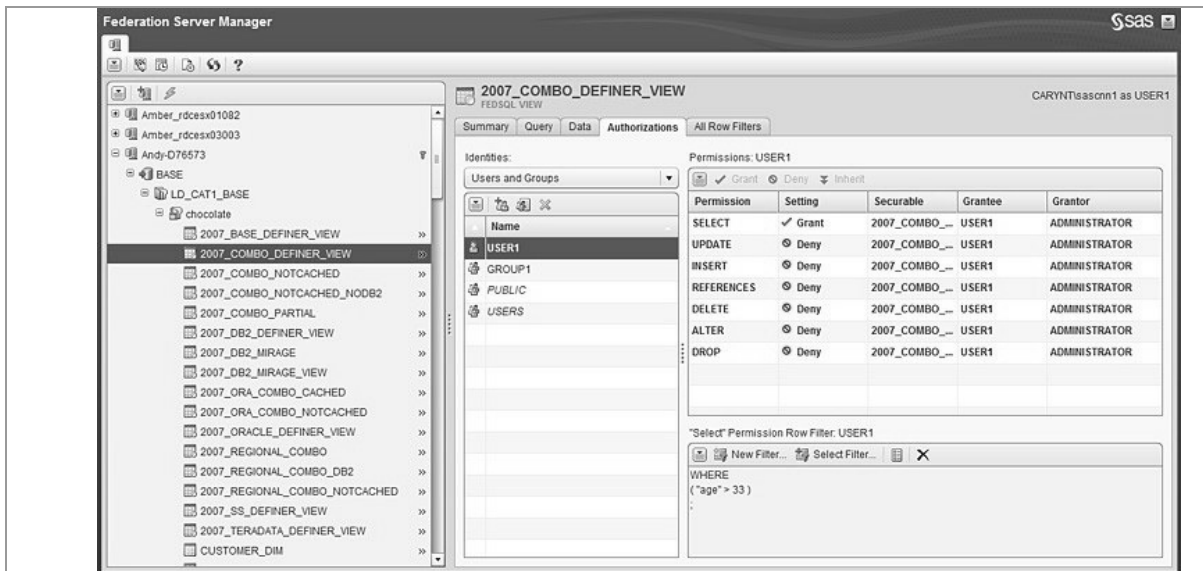 Federation Server Manager
sas
?
Amber_rdcesx01082
Amber_rdcesx03003
Andy-D76573
BASE
LD_CAT1_BASE
chocolate
2007_BASE_DEFINER_VIEW
2007_COMBO_DEFINER_VIEW
2007_COMBO_NOTCACHED
2007_COMBO_NOTCACHED_NODB2
2007_COMBO_PARTIAL
2007_DB2_DEFINER_VIEW
2007_DB2_MIRAGE
2007_DB2_MIRAGE_VIEW
2007_ORA_COMBO_CACHED
2007_ORA_COMBO_NOTCACHED
2007_ORACLE_DEFINER_VIEW
2007_REGIONAL_COMBO
2007_REGIONAL_COMBO_DB2
2007_REGIONAL_COMBO_NOTCACHED
2007_SS_DEFINER_VIEW
2007_TERADATA_DEFINER_VIEW
CUSTOMER_DIM
2007_COMBO_DEFINER_VIEW
FEDSQL VIEW
CARYNT\sascnn1 as USER1
Summary Query Data Authorizations All Row Filters
Identities:
Users and Groups
Name
USER1
GROUP1
PUBLIC
USERS
Permissions: USER1
Grant Deny Inherit
Permission Setting Securable Grantee Grantor
SELECT Grant 2007_COMBO_... USER1 ADMINISTRATOR
UPDATE Deny 2007_COMBO_... USER1 ADMINISTRATOR
INSERT Deny 2007_COMBO_... USER1 ADMINISTRATOR
REFERENCES Deny 2007_COMBO_... USER1 ADMINISTRATOR
DELETE Deny 2007_COMBO_... USER1 ADMINISTRATOR
ALTER Deny 2007_COMBO_... USER1 ADMINISTRATOR
DROP Deny 2007_COMBO_... USER1 ADMINISTRATOR
"Select" Permission Row Filter: USER1
New Filter... Select Filter...
WHERE
( "age" > 33 )
;